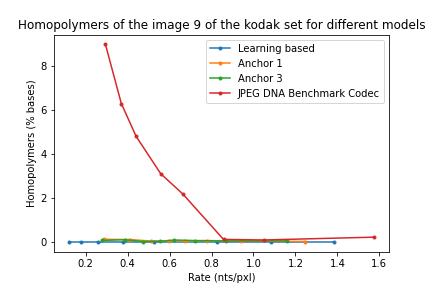 Homopolymers of the image 9 of the kodak set for different models
Learning based
Anchor 1
Anchor 3
JPEG DNA Benchmark Codec
Homopolymers (% bases)
8
6
4
2
0
0.2 0.4 0.6 0.8 1.0 1.2 1.4 1.6
Rate (nts/pxl)